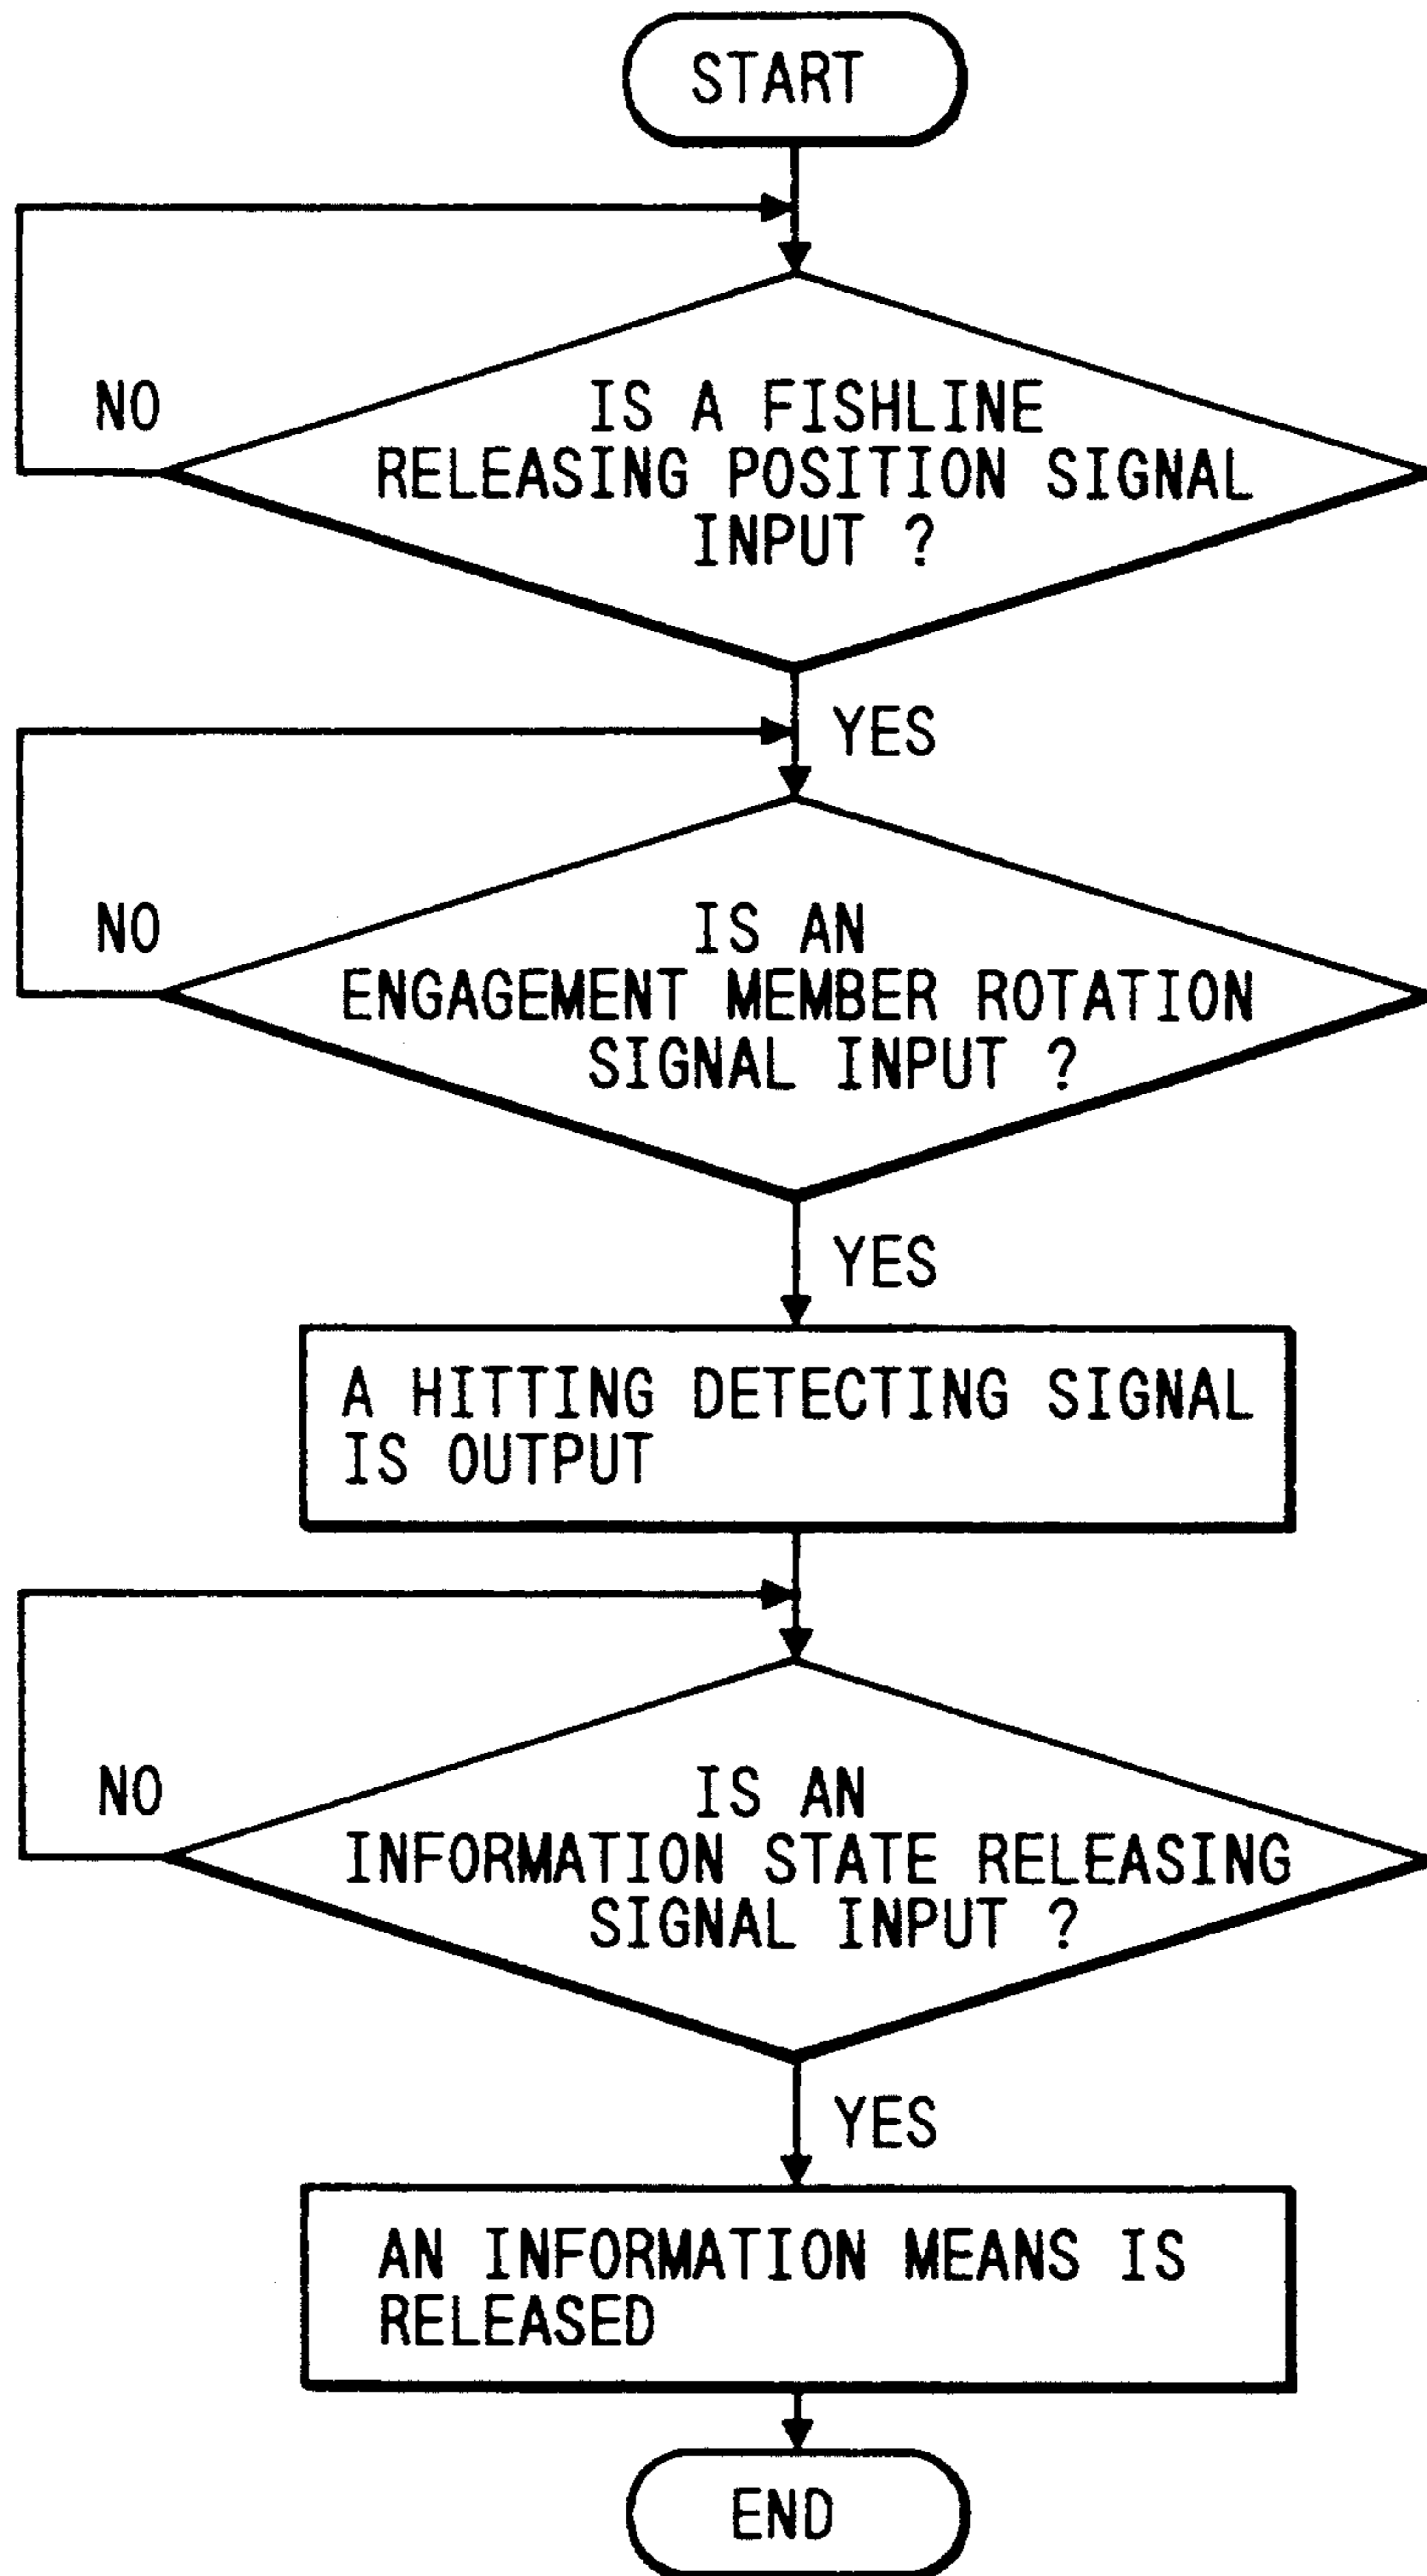 START
NO
IS A FISHLINE
RELEASING POSITION SIGNAL
INPUT ?
YES
NO
IS AN
ENGAGEMENT MEMBER ROTATION
SIGNAL INPUT ?
YES
A HITTING DETECTING SIGNAL
IS OUTPUT
NO
IS AN
INFORMATION STATE RELEASING
SIGNAL INPUT ?
YES
AN INFORMATION MEANS IS
RELEASED
END